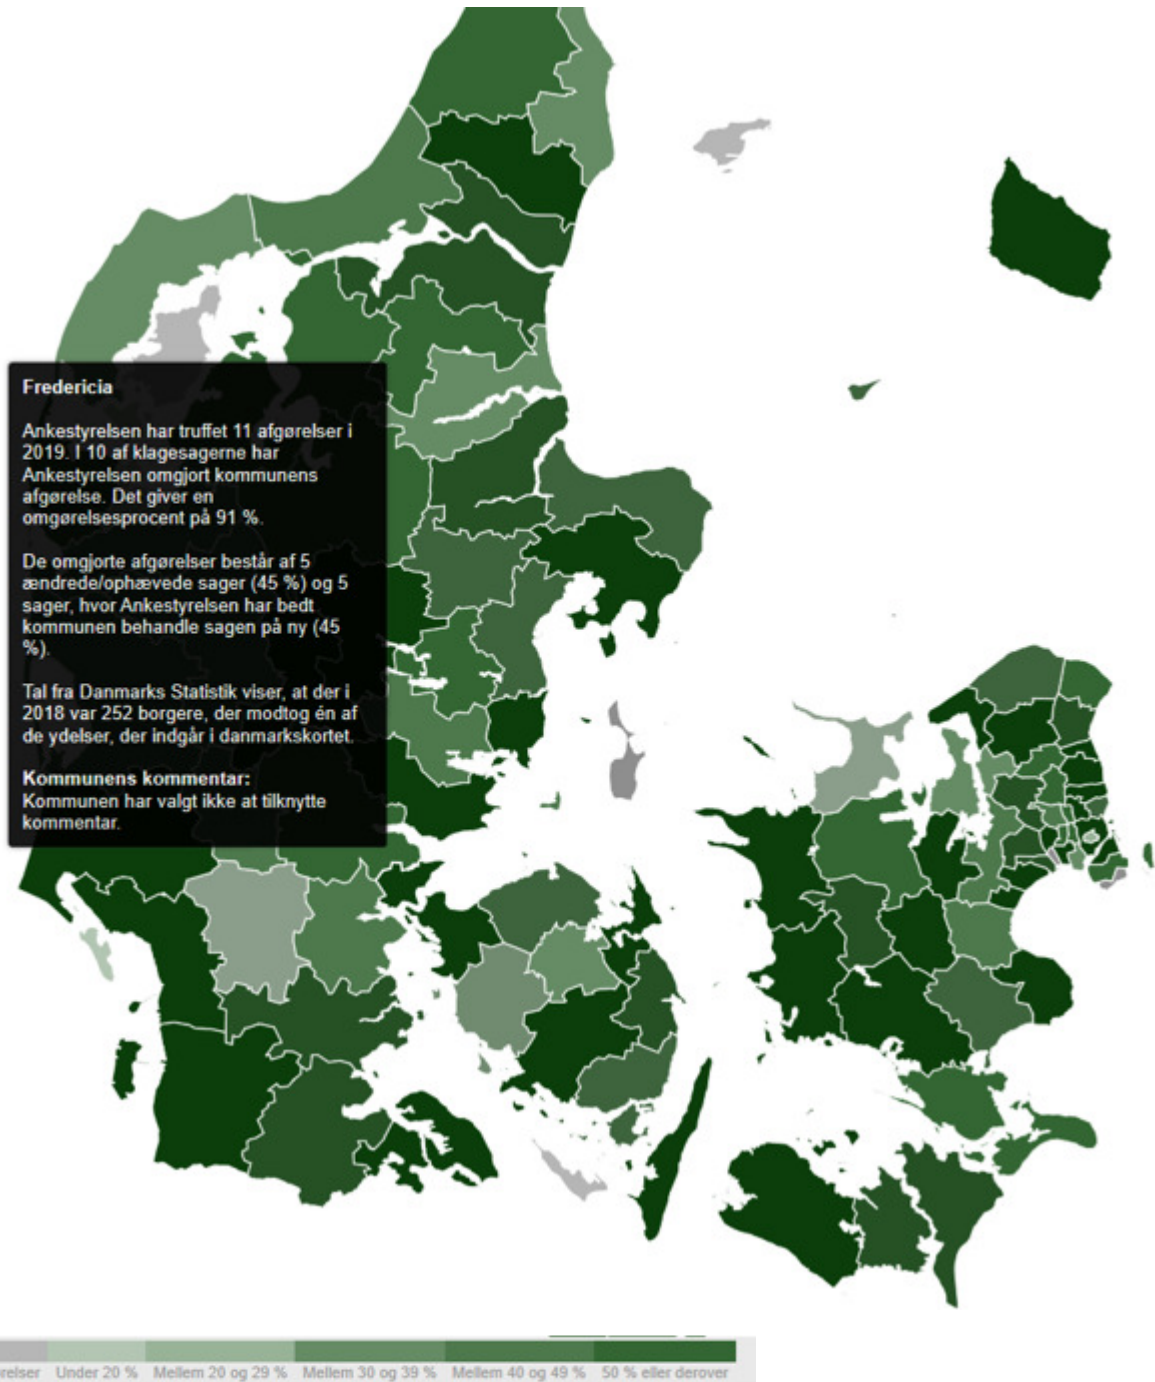 Fredericia
Ankestyrelsen har truffet 11 afgørelser i
2019. I 10 af klagesagerne har
Ankestyrelsen omgjort kommunens
afgørelse. Det giver en
omgørelsesprocent på 91 %.
De omgjorte afgørelser består af 5
ændrede/ophævede sager (45 %) og 5
sager, hvor Ankestyrelsen har bedt
kommunen behandle sagen på ny (45
%).
Tal fra Danmarks Statistik viser, at der i
2018 var 252 borgere, der modtog én af
de ydelser, der indgår i danmarkskortet.
Kommunens kommentar:
Kommunen har valgt ikke at tilknytte
kommentar.
relser Under 20 % Mellem 20 og 29 % Mellem 30 og 39 % Mellem 40 og 49 % 50 % eller derover